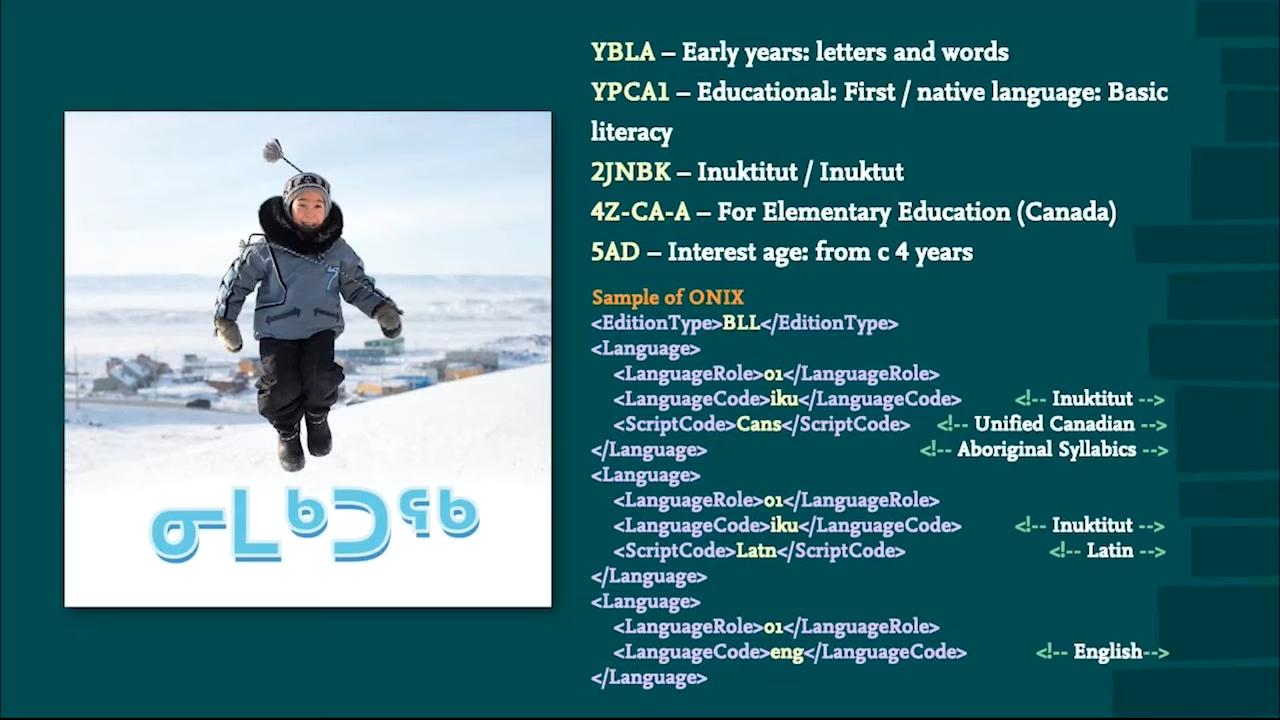 YBLA – Early years: letters and words
YPCA1 – Educational: First / native language: Basic
literacy
2JNBK – Inuktitut / Inuktut
4Z-CA-A – For Elementary Education (Canada)
5AD – Interest age: from c 4 years
Sample of ONIX
<EditionType>BLL</EditionType>
<Language>
<LanguageRole>01</LanguageRole>
<LanguageCode>iku</LanguageCode> <!-- Inuktitut -->
<ScriptCode>Cans</ScriptCode> <!-- Unified Canadian -->
</Language> <!-- Aboriginal Syllabics -->
<Language>
<LanguageRole>01</LanguageRole>
<LanguageCode>iku</LanguageCode> <!-- Inuktitut -->
<ScriptCode>Latn</ScriptCode> <!-- Latin -->
</Language>
<Language>
<LanguageRole>01</LanguageRole>
<LanguageCode>eng</LanguageCode> <!-- English-->
</Language>
ᓂᒪᒃᑐᖅ